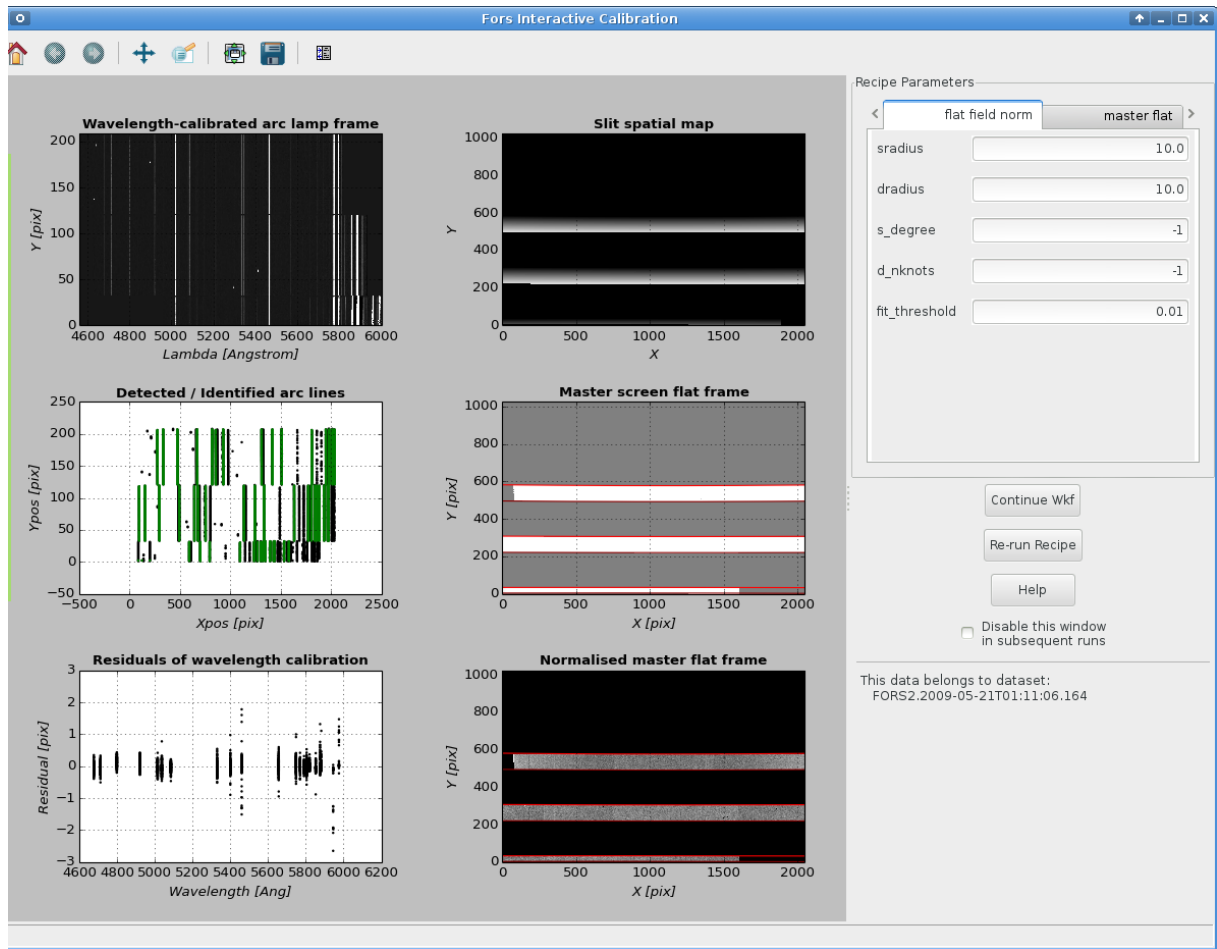 Fors Interactive Calibration
Wavelength-calibrated arc lamp frame
200
150
100
50
0
Y [pix]
4600 4800 5000 5200 5400 5600 5800 6000
Lambda [Angstrom]
Slit spatial map
1000
800
600
400
200
0
Y
0 500 1000 1500 2000
X
Detected / Identified arc lines
250
200
150
100
50
0
−50
Ypos [pix]
−500 0 500 1000 1500 2000 2500
Xpos [pix]
Master screen flat frame
1000
800
600
400
200
0
Y [pix]
0 500 1000 1500 2000
X [pix]
Residuals of wavelength calibration
3
2
1
0
−1
−2
−3
Residual [pix]
4600 4800 5000 5200 5400 5600 5800 6000 6200
Wavelength [Ang]
Normalised master flat frame
1000
800
600
400
200
0
Y [pix]
0 500 1000 1500 2000
X [pix]
Recipe Parameters
flat field norm master flat
sradius 10.0
dradius 10.0
s_degree -1
d_nknots -1
fit_threshold 0.01
Continue Wkf
Re-run Recipe
Help
Disable this window
in subsequent runs
This data belongs to dataset:
FORS2.2009-05-21T01:11:06.164